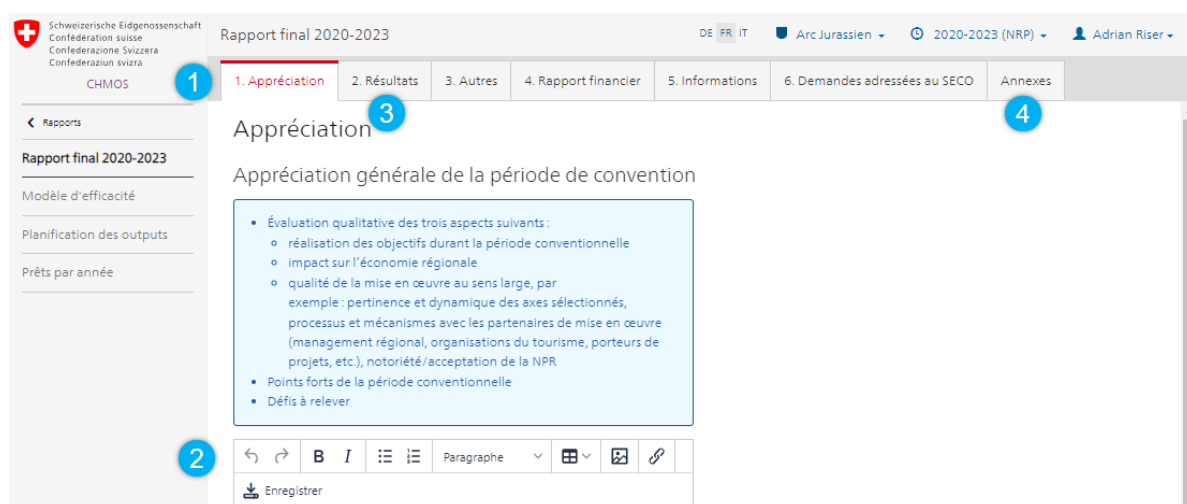 Schweizerische Eidgenossenschaft
Confédération suisse
Confederazione Svizzera
Confederaziun svizra
CHMOS
Rapport final 2020-2023
DE FR IT
Arc Jurassien
2020-2023 (NRP)
Adrian Riser
1
1. Appréciation
2. Résultats
3. Autres
4. Rapport financier
5. Informations
6. Demandes adressées au SECO
Annexes
3
4
Rapports
Rapport final 2020-2023
Modèle d'efficacité
Planification des outputs
Prêts par année
Appréciation
Appréciation générale de la période de convention
• Évaluation qualitative des trois aspects suivants :
réalisation des objectifs durant la période conventionnelle
impact sur l'économie régionale
qualité de la mise en œuvre au sens large, par
exemple : pertinence et dynamique des axes sélectionnés,
processus et mécanismes avec les partenaires de mise en œuvre
(management régional, organisations du tourisme, porteurs de
projets, etc.), notoriété/acceptation de la NPR
• Points forts de la période conventionnelle
• Défis à relever
2
B I Paragraphe
Enregistrer